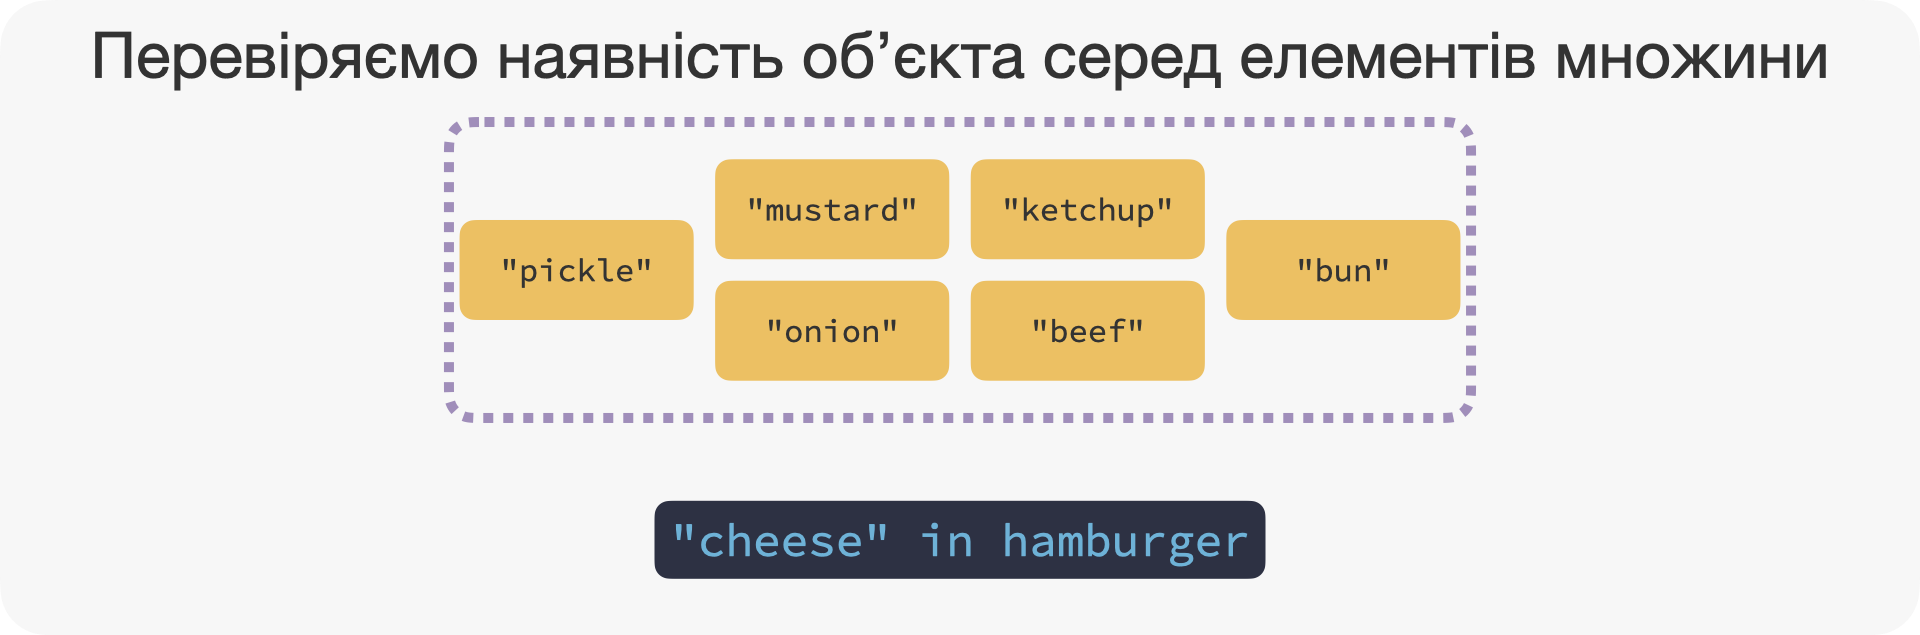 Перевіряємо наявність об’єкта серед елементів множини
"mustard" "ketchup"
"pickle" "bun"
"onion" "beef"
"cheese" in hamburger